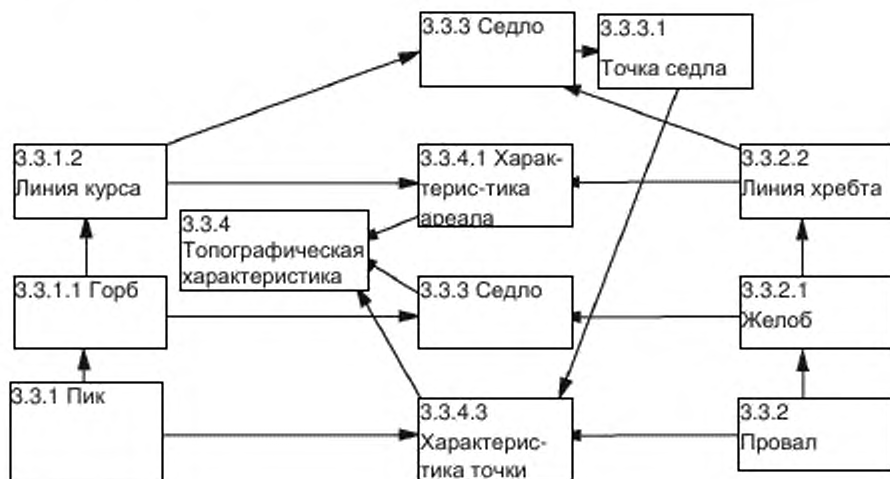 3.3.3 Седло
3.3.3.1
Точка седла
3.3.1.2
Линия курса
3.3.4.1 Харак-
терис-тика
ареала
3.3.2.2
Линия хребта
3.3.4
Топографическая
характеристика
3.3.1.1 Горб
3.3.3 Седло
3.3.2.1
Желоб
3.3.1 Пик
3.3.4.3
Характерис-
тика точки
3.3.2
Провал